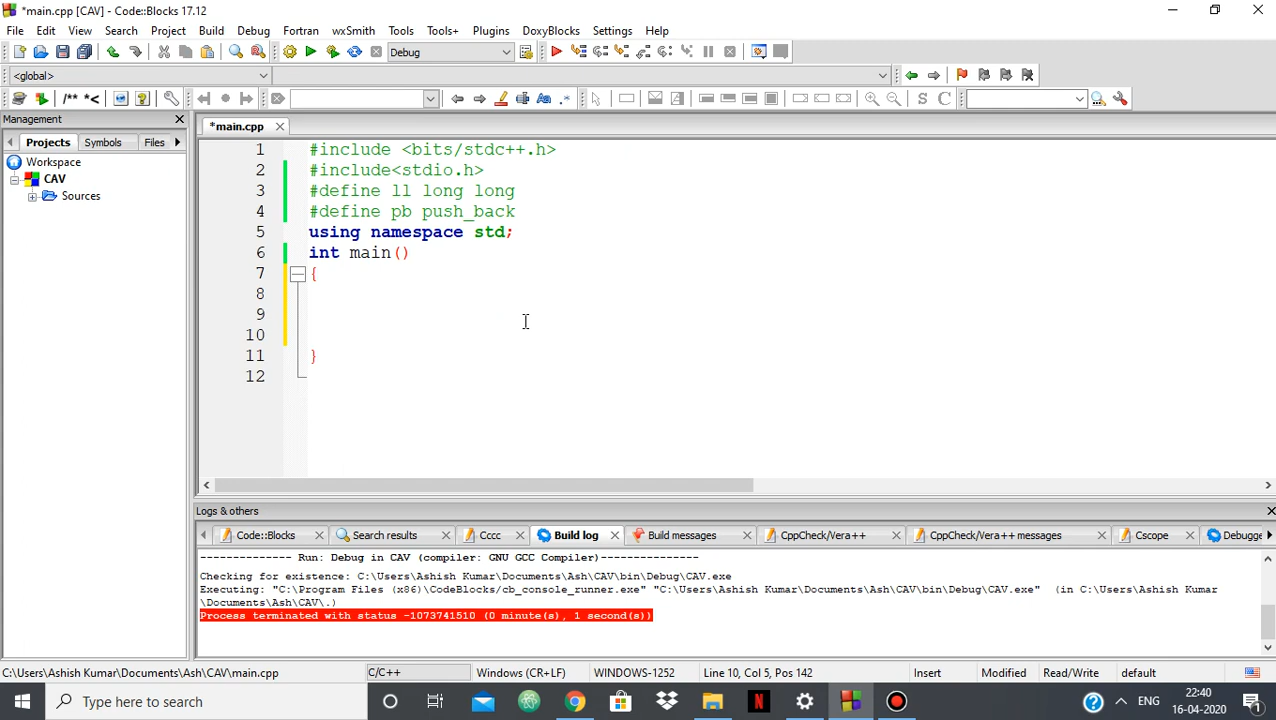 *main.cpp [CAV] - Code::Blocks 17.12
File Edit View Search Project Build Debug Fortran wxSmith Tools Tools+ Plugins DoxyBlocks Settings Help
Debug
<global>
/** *<
S C
Management
*main.cpp
Projects Symbols Files
Workspace
CAV
Sources
1 #include <bits/stdc++.h>
2 #include<stdio.h>
3 #define ll long long
4 #define pb push_back
5 using namespace std;
6 int main()
7 {
8
9
10
11 }
12
Logs & others
Code::Blocks Search results Cccc Build log Build messages CppCheck/Vera++ CppCheck/Vera++ messages Cscope Debugge
-------------- Run: Debug in CAV (compiler: GNU GCC Compiler)---------------
Checking for existence: C:\Users\Ashish Kumar\Documents\Ash\CAV\bin\Debug\CAV.exe
Executing: "C:\Program Files (x86)\CodeBlocks/cb_console_runner.exe" "C:\Users\Ashish Kumar\Documents\Ash\CAV\bin\Debug\CAV.exe"  (in C:\Users\Ashish Kumar
\Documents\Ash\CAV\.)
Process terminated with status -1073741510 (0 minute(s), 1 second(s))
C:\Users\Ashish Kumar\Documents\Ash\CAV\main.cpp C/C++ Windows (CR+LF) WINDOWS-1252 Line 10, Col 5, Pos 142 Insert Modified Read/Write default
Type here to search
ENG
22:40
16-04-2020